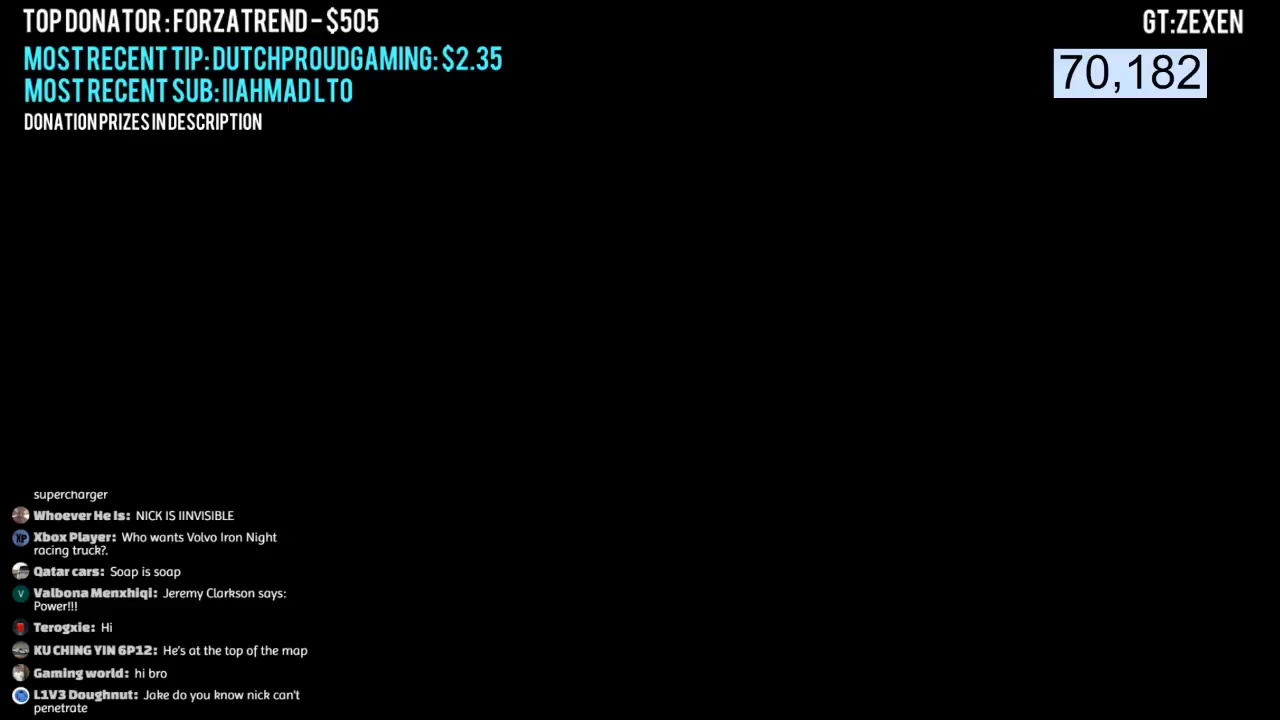 TOP DONATOR : FORZATREND - $505
GT:ZEXEN
MOST RECENT TIP: DUTCHPROUDGAMING: $2.35
70,182
MOST RECENT SUB: IIAHMAD LTO
DONATION PRIZES IN DESCRIPTION
supercharger
Whoever He Is: NICK IS IINVISIBLE
XP Xbox Player: Who wants Volvo Iron Night
racing truck?.
Qatar cars: Soap is soap
V Valbona Menxhiqi: Jeremy Clarkson says:
Power!!!
Terogxie: Hi
KU CHING YIN 6P12: He's at the top of the map
Gaming world: hi bro
L1V3 Doughnut: Jake do you know nick can't
penetrate